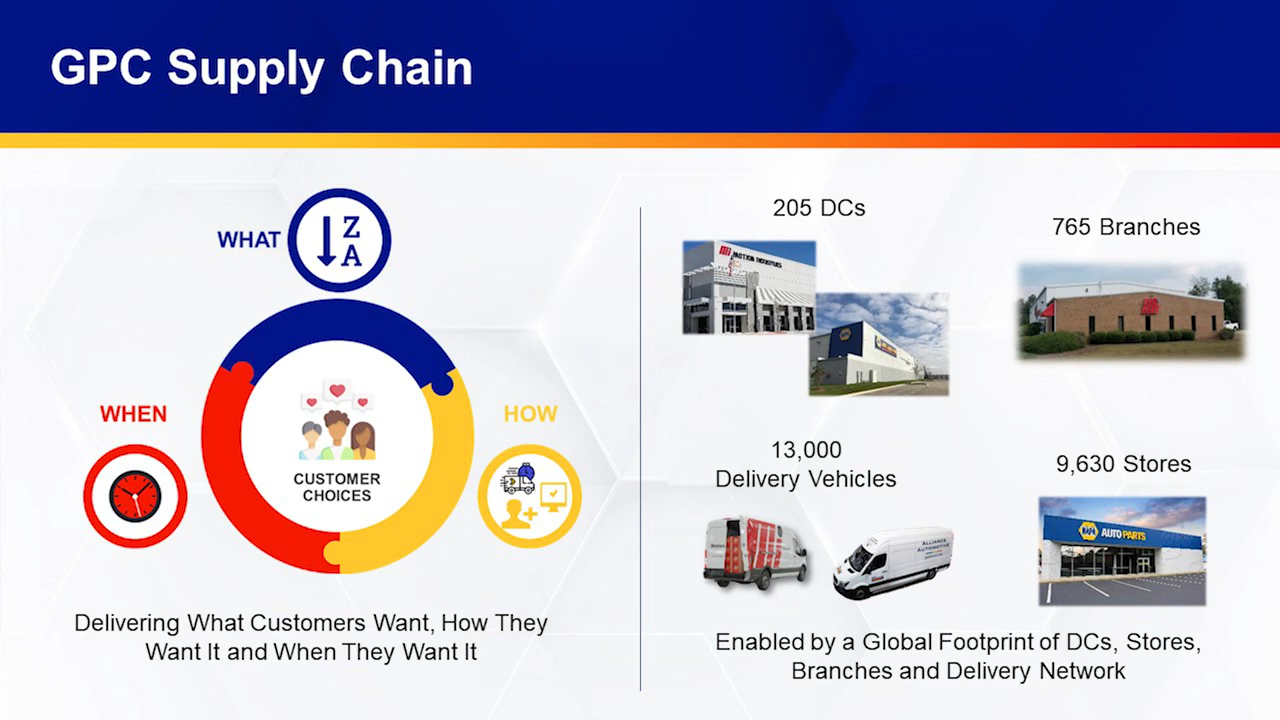 GPC Supply Chain
WHAT
Z
A
WHEN
HOW
CUSTOMER
CHOICES
Delivering What Customers Want, How They
Want It and When They Want It
205 DCs
MOTION INDUSTRIES
NAPA
765 Branches
13,000
Delivery Vehicles
ALLIANCE
AUTOMOTIVE
9,630 Stores
NAPA AUTO PARTS
Enabled by a Global Footprint of DCs, Stores,
Branches and Delivery Network